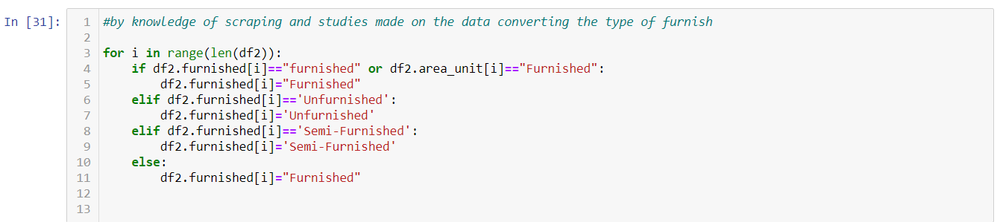 In [31]:
1 #by knowledge of scraping and studies made on the data converting the type of furnish
2
3 for i in range(len(df2)):
4     if df2.furnished[i]=="furnished" or df2.area_unit[i]=="Furnished":
5         df2.furnished[i]="Furnished"
6     elif df2.furnished[i]=='Unfurnished':
7         df2.furnished[i]='Unfurnished'
8     elif df2.furnished[i]=='Semi-Furnished':
9         df2.furnished[i]='Semi-Furnished'
10     else:
11         df2.furnished[i]="Furnished"
12
13